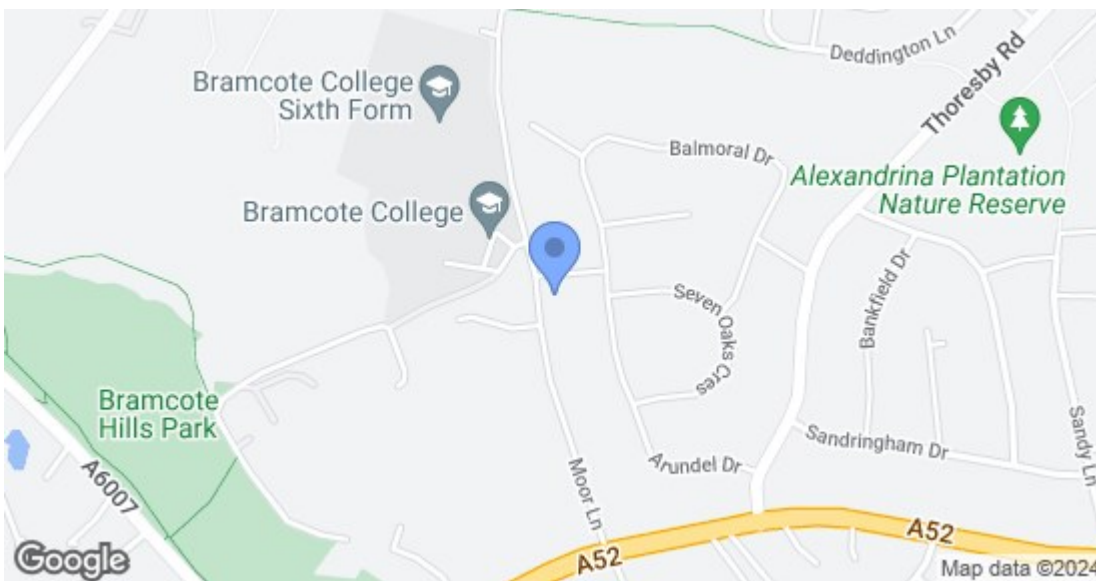 Deddington Ln
Thoresby Rd
Bramcote College
Sixth Form
Balmoral Dr
Alexandrina Plantation
Nature Reserve
Bramcote College
Bankfield Dr
Seven Oaks Cres
Bramcote
Hills Park
Sandringham Dr
Sandy Ln
Arundel Dr
Moor Ln
A6007
A52
A52
Google
Map data ©2024